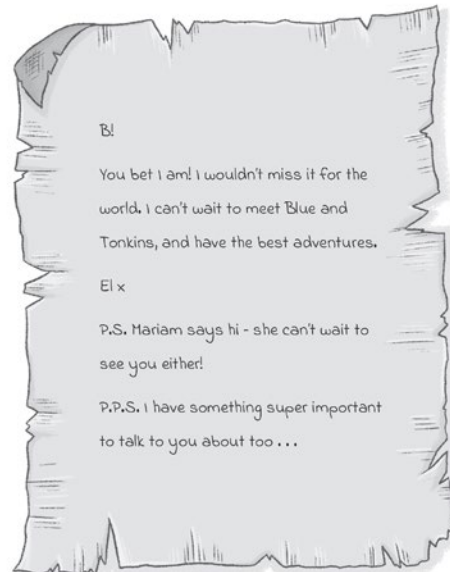 B!
You bet I am! I wouldn't miss it for the
world. I can't wait to meet Blue and
Tonkins, and have the best adventures.
El x
P.S. Mariam says hi - she can't wait to
see you either!
P.P.S. I have something super important
to talk to you about too . . .